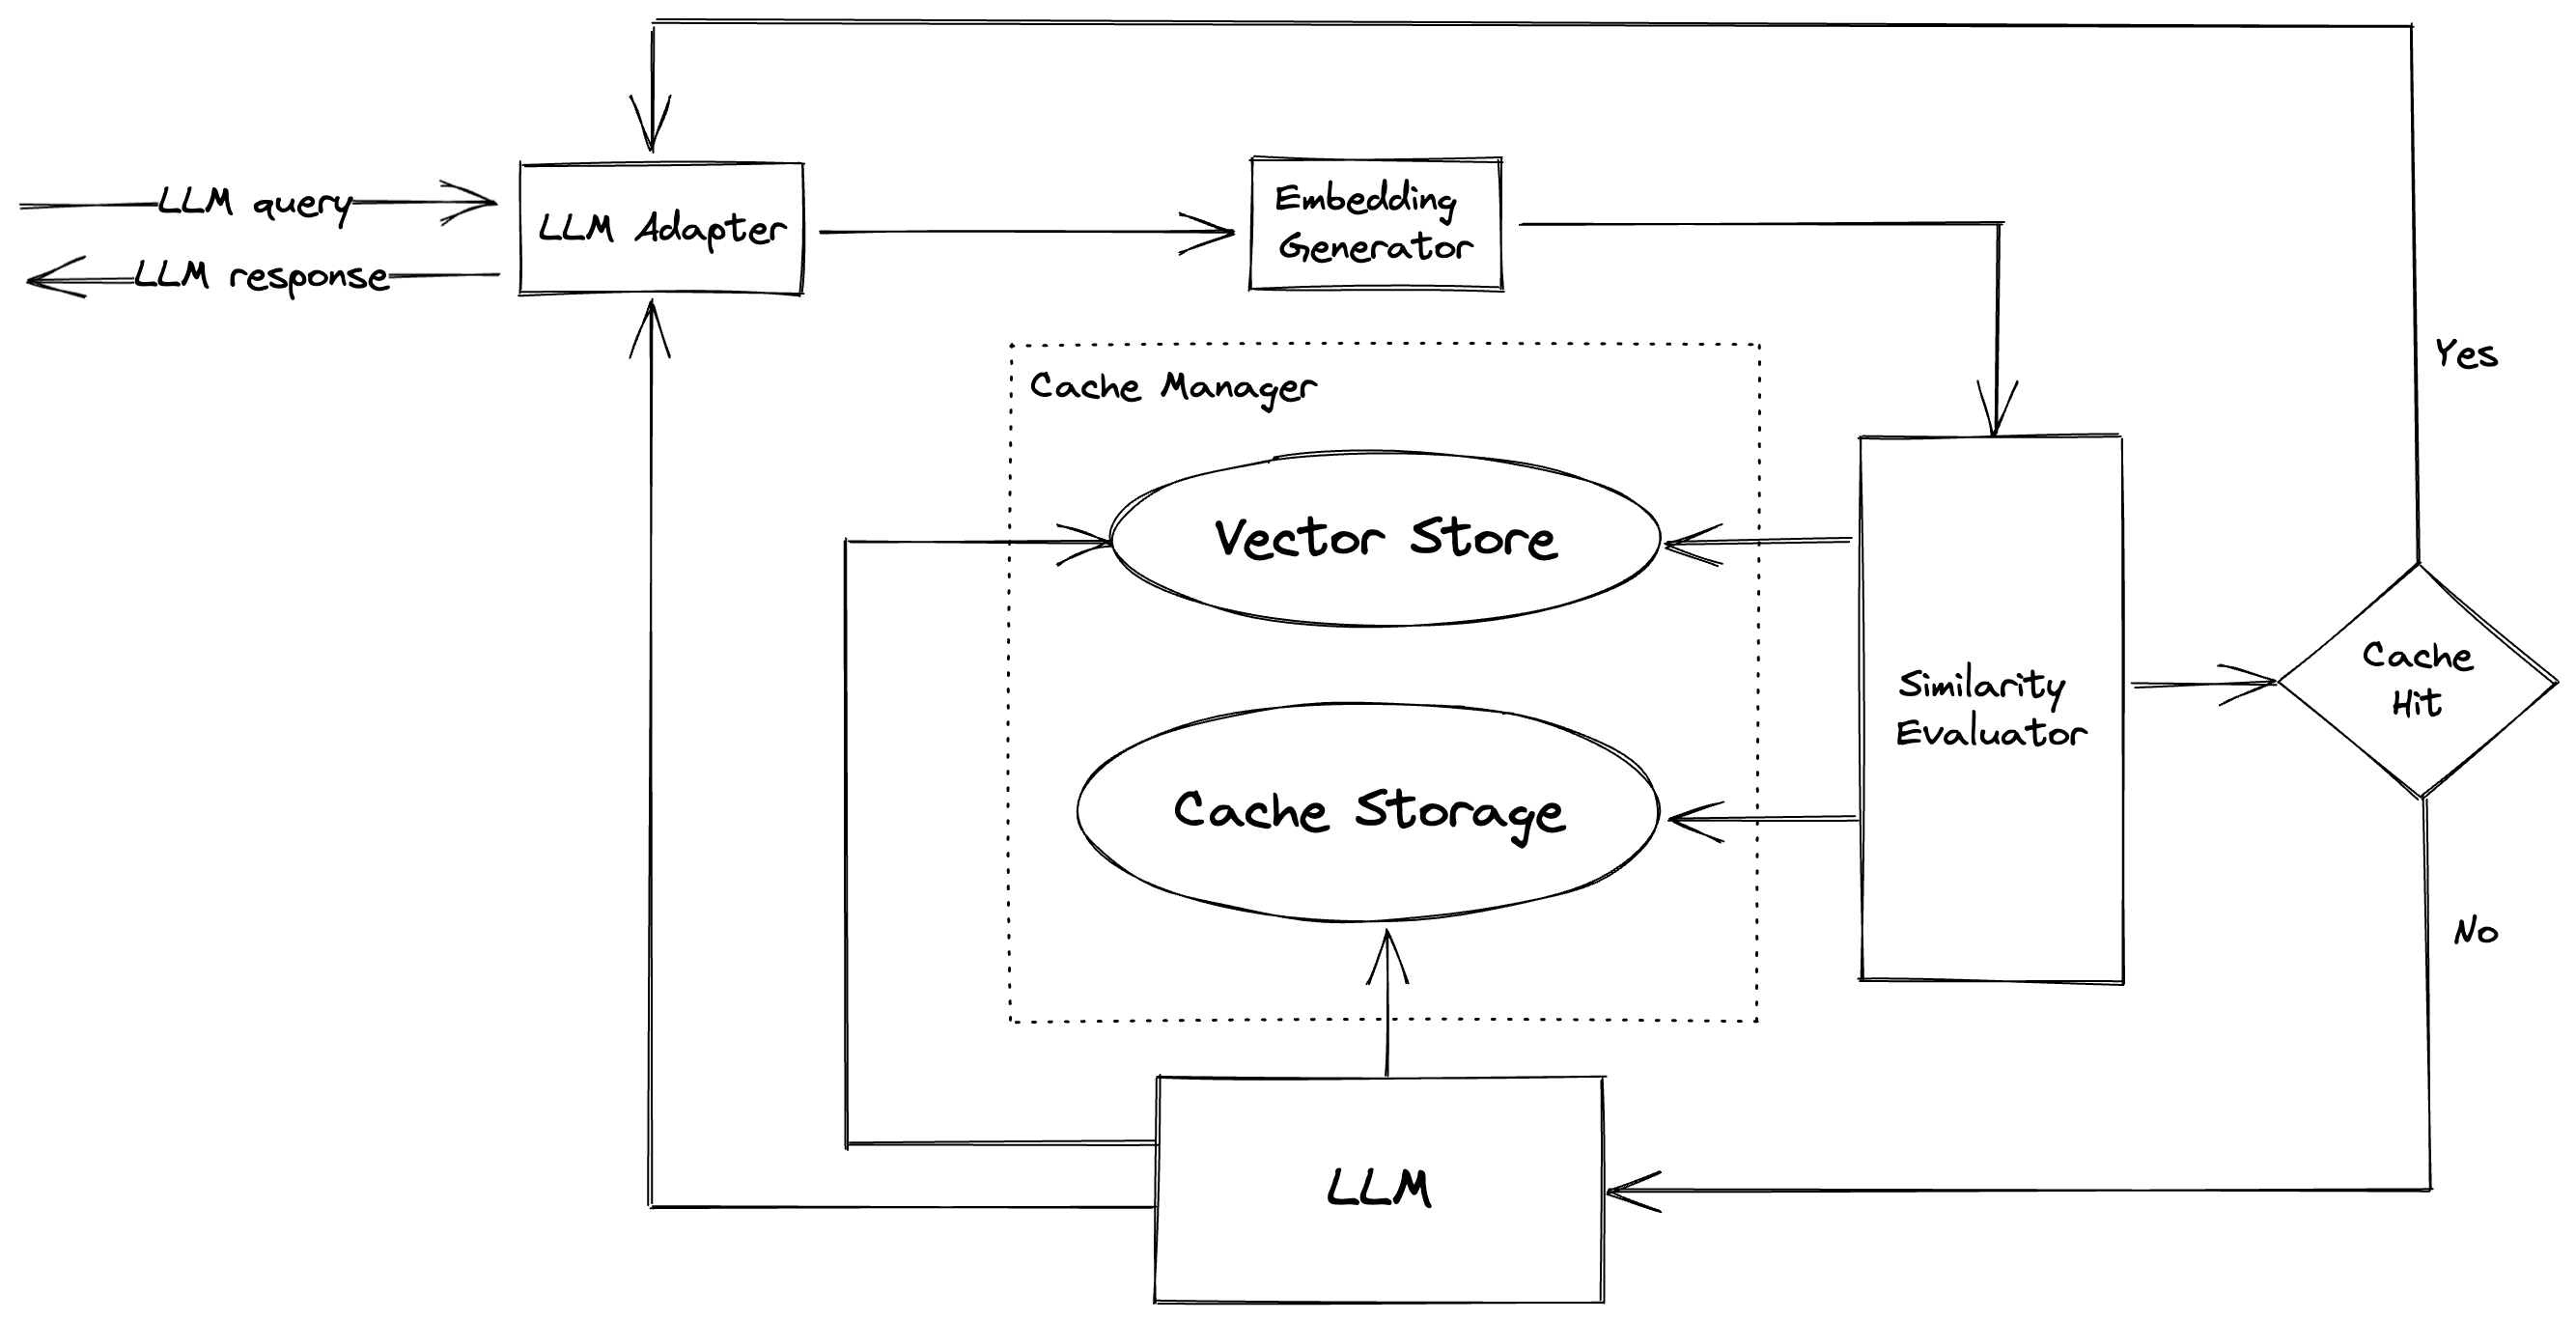 LLM query
LLM response
LLM Adapter
Embedding
Generator
Cache Manager
Vector Store
Cache Storage
Similarity
Evaluator
Yes
Cache
Hit
No
LLM